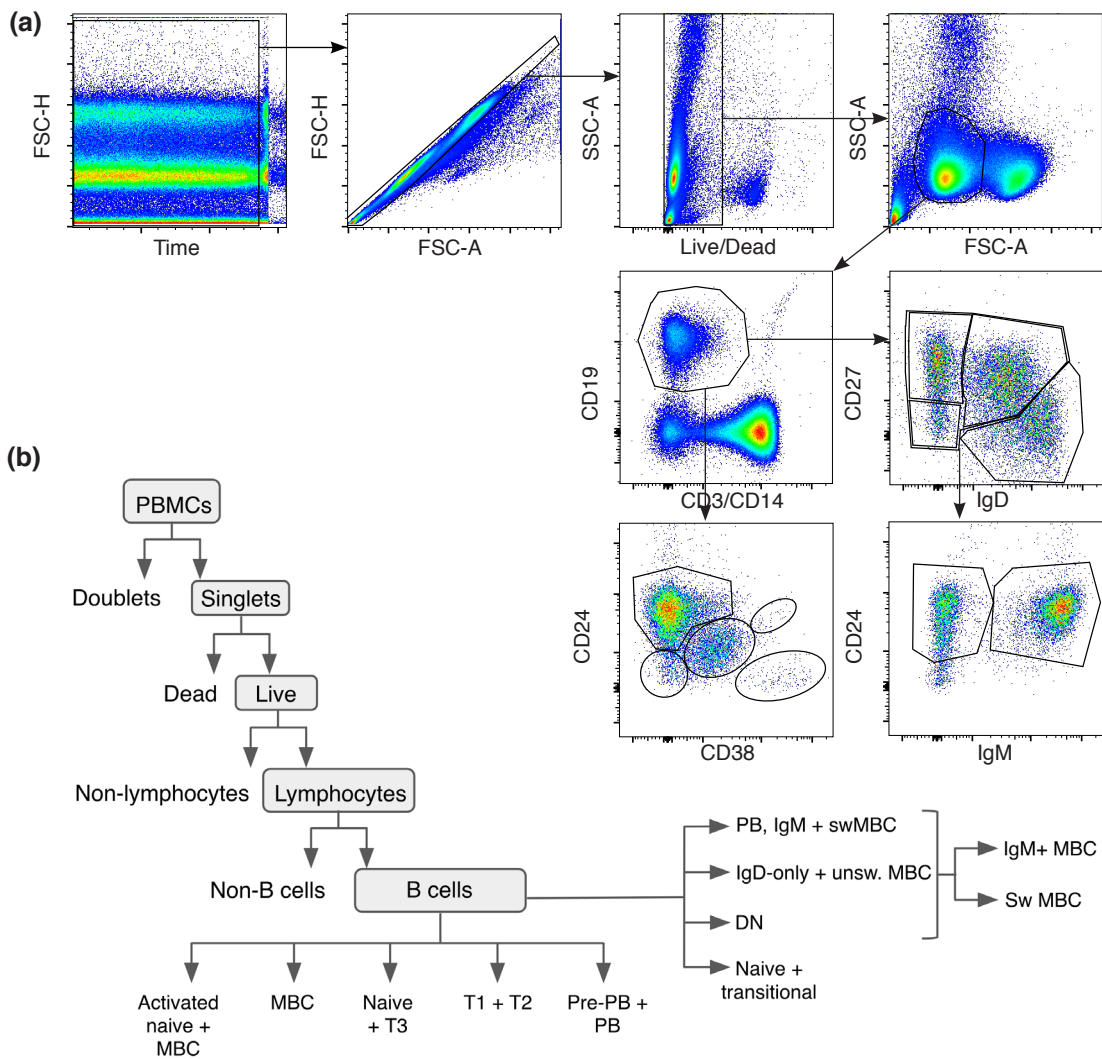 (a)
FSC-H
Time
FSC-H
FSC-A
SSC-A
Live/Dead
SSC-A
FSC-A
CD19
CD3/CD14
CD27
IgD
CD24
CD38
CD24
IgM
(b)
PBMCs
Doublets
Singlets
Dead
Live
Non-lymphocytes
Lymphocytes
Non-B cells
B cells
PB, IgM + swMBC
IgD-only + unsw. MBC
DN
Naive +
transitional
IgM+ MBC
Sw MBC
Activated
naive +
MBC
MBC
Naive
+ T3
T1 + T2
Pre-PB +
PB